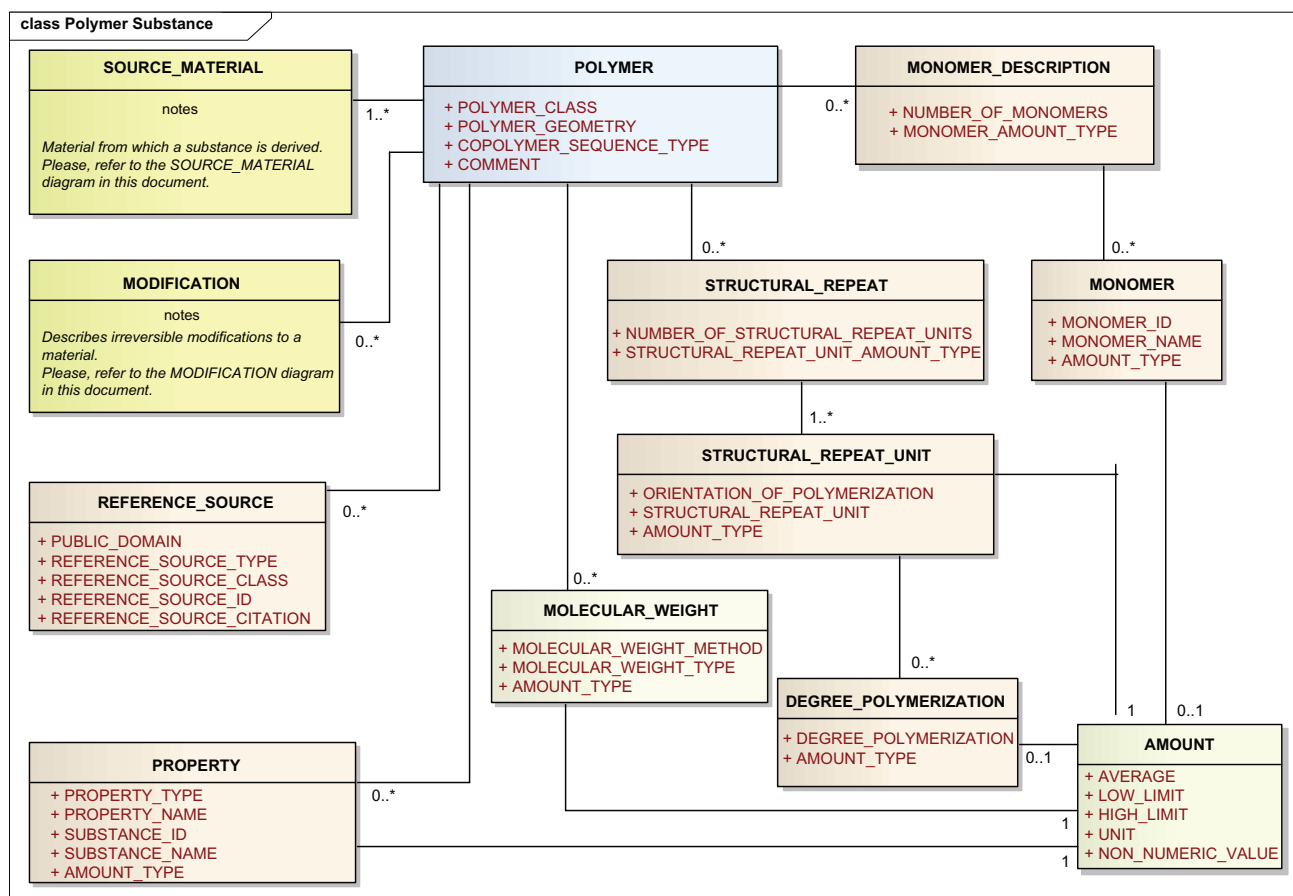 class Polymer Substance
SOURCE_MATERIAL
notes
Material from which a substance is derived.
Please, refer to the SOURCE_MATERIAL
diagram in this document.
1..*
POLYMER
+ POLYMER_CLASS
+ POLYMER_GEOMETRY
+ COPOLYMER_SEQUENCE_TYPE
+ COMMENT
0..*
MONOMER_DESCRIPTION
+ NUMBER_OF_MONOMERS
+ MONOMER_AMOUNT_TYPE
MODIFICATION
notes
Describes irreversible modifications to a
material.
Please, refer to the MODIFICATION diagram
in this document.
0..*
0..*
STRUCTURAL_REPEAT
+ NUMBER_OF_STRUCTURAL_REPEAT_UNITS
+ STRUCTURAL_REPEAT_UNIT_AMOUNT_TYPE
0..*
MONOMER
+ MONOMER_ID
+ MONOMER_NAME
+ AMOUNT_TYPE
1..*
STRUCTURAL_REPEAT_UNIT
+ ORIENTATION_OF_POLYMERIZATION
+ STRUCTURAL_REPEAT_UNIT
+ AMOUNT_TYPE
REFERENCE_SOURCE
+ PUBLIC_DOMAIN
+ REFERENCE_SOURCE_TYPE
+ REFERENCE_SOURCE_CLASS
+ REFERENCE_SOURCE_ID
+ REFERENCE_SOURCE_CITATION
0..*
0..*
MOLECULAR_WEIGHT
+ MOLECULAR_WEIGHT_METHOD
+ MOLECULAR_WEIGHT_TYPE
+ AMOUNT_TYPE
0..*
DEGREE_POLYMERIZATION
+ DEGREE_POLYMERIZATION
+ AMOUNT_TYPE
0..1
1
0..1
AMOUNT
+ AVERAGE
+ LOW_LIMIT
+ HIGH_LIMIT
+ UNIT
+ NON_NUMERIC_VALUE
1
1
PROPERTY
+ PROPERTY_TYPE
+ PROPERTY_NAME
+ SUBSTANCE_ID
+ SUBSTANCE_NAME
+ AMOUNT_TYPE
0..*